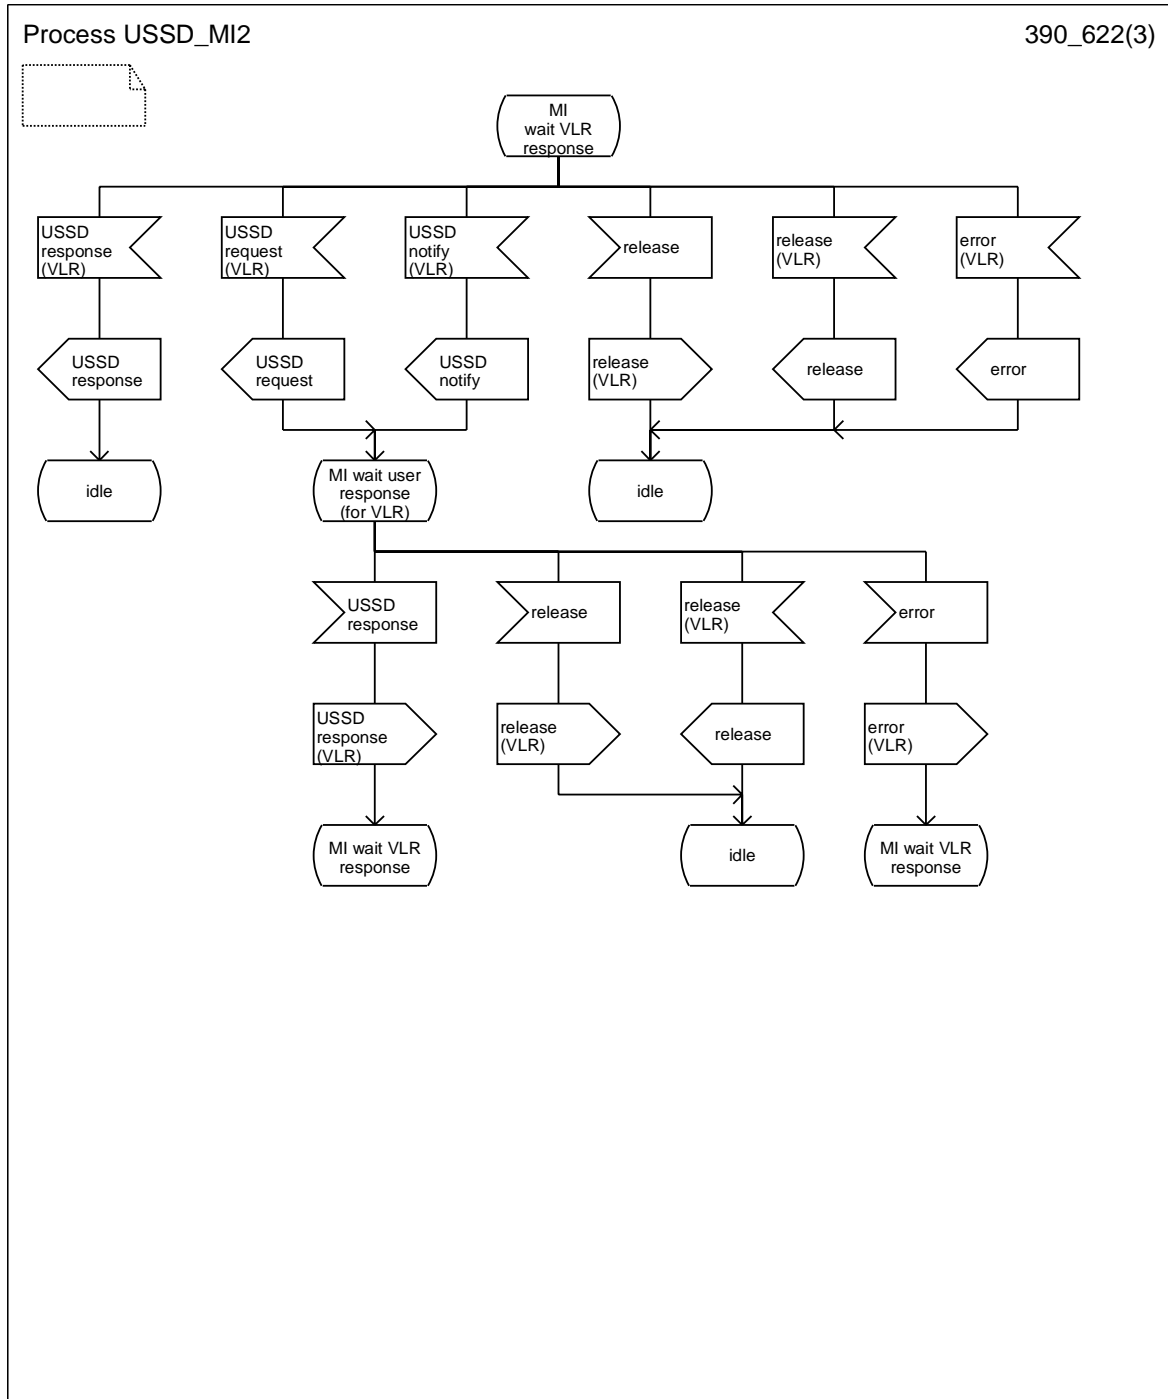 Process USSD_MI2
390_622(3)
MI
wait VLR
response
USSD
response
(VLR)
USSD
request
(VLR)
USSD
notify
(VLR)
release
release
(VLR)
error
(VLR)
USSD
response
USSD
request
USSD
notify
release
(VLR)
release
error
idle
MI wait user
response
(for VLR)
idle
USSD
response
release
release
(VLR)
error
USSD
response
(VLR)
release
(VLR)
release
error
(VLR)
MI wait VLR
response
idle
MI wait VLR
response